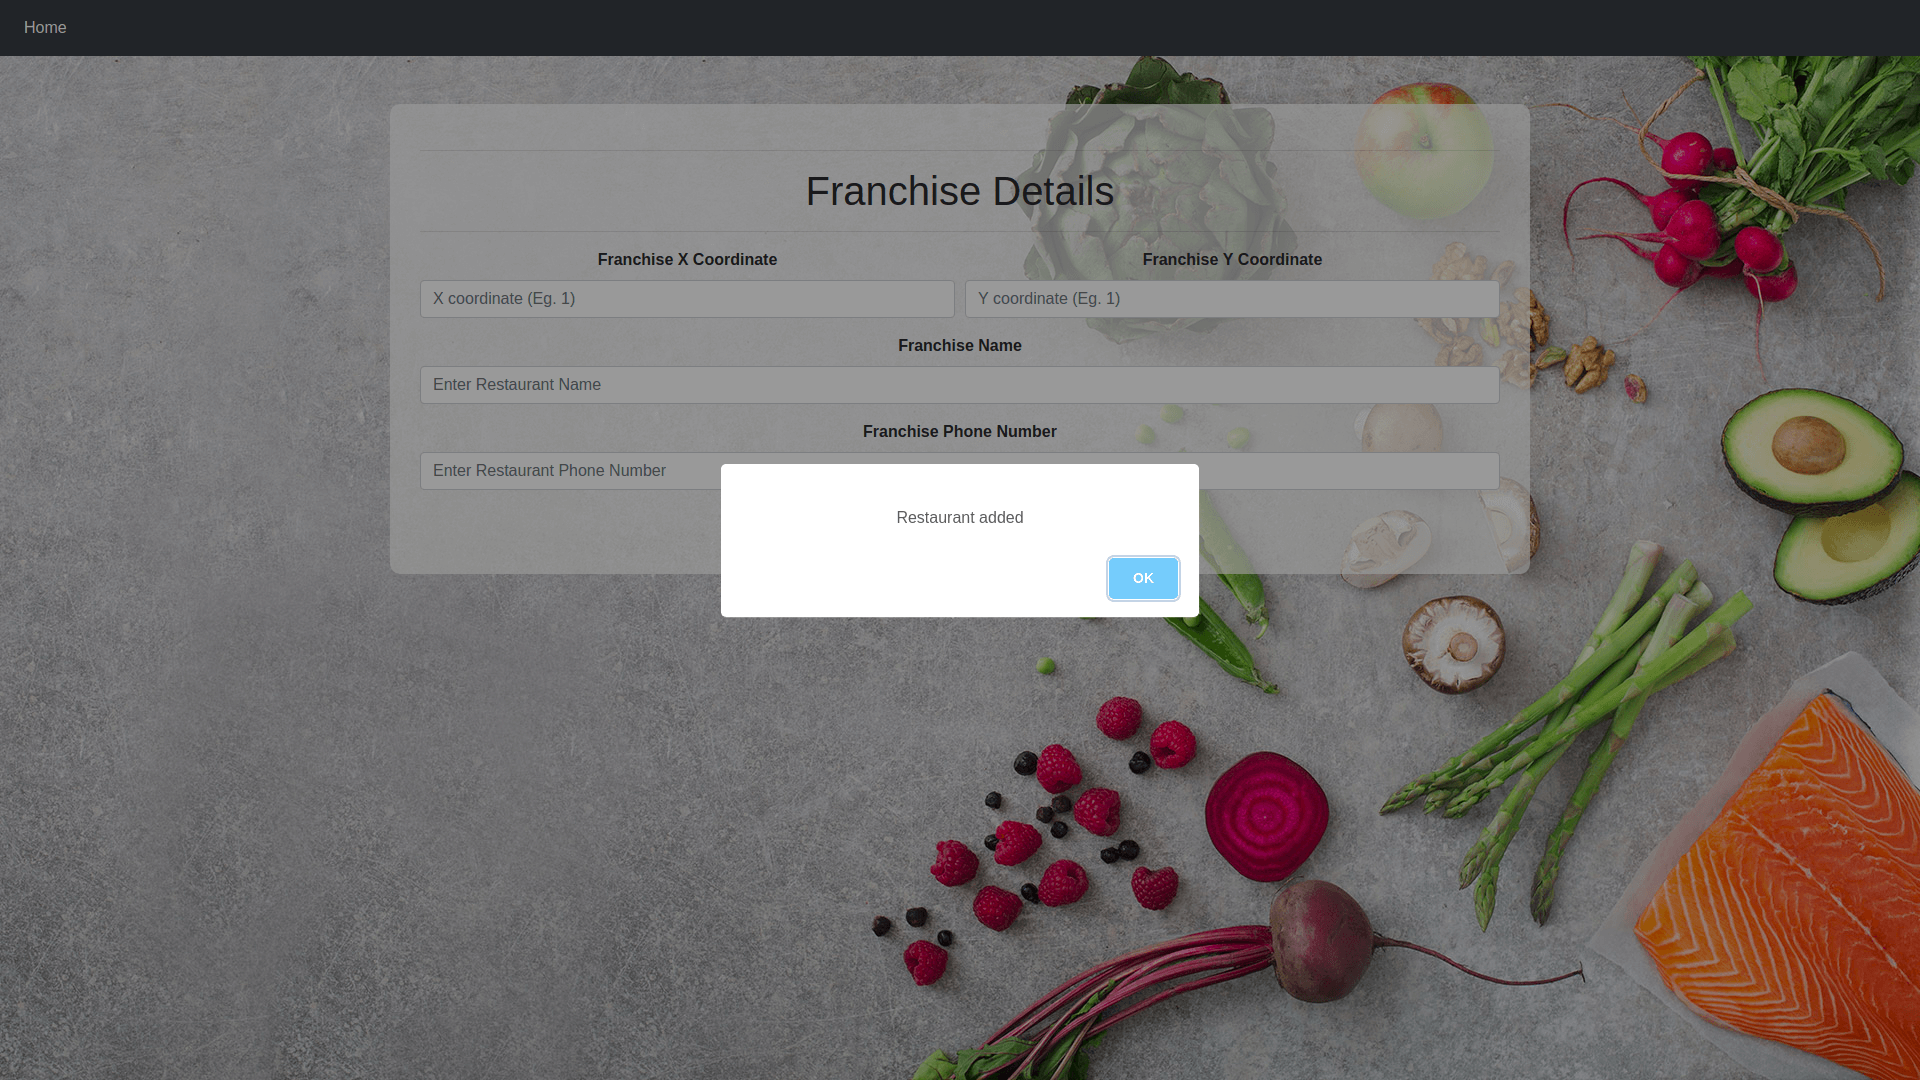 Home
Franchise Details
Franchise X Coordinate
Franchise Y Coordinate
X coordinate (Eg. 1)
Y coordinate (Eg. 1)
Franchise Name
Enter Restaurant Name
Franchise Phone Number
Enter Restaurant Phone Number
Restaurant added
OK